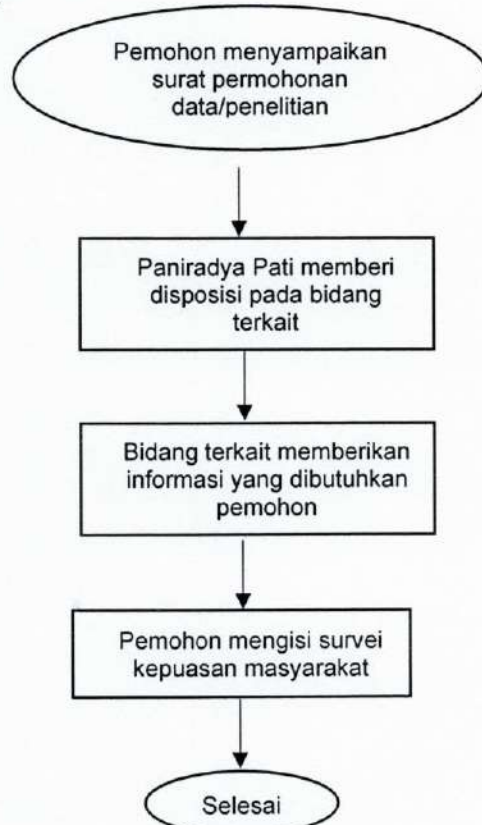 Pemohon menyampaikan
surat permohonan
data/penelitian
Paniradya Pati memberi
disposisi pada bidang
terkait
Bidang terkait memberikan
informasi yang dibutuhkan
pemohon
Pemohon mengisi survei
kepuasan masyarakat
Selesai